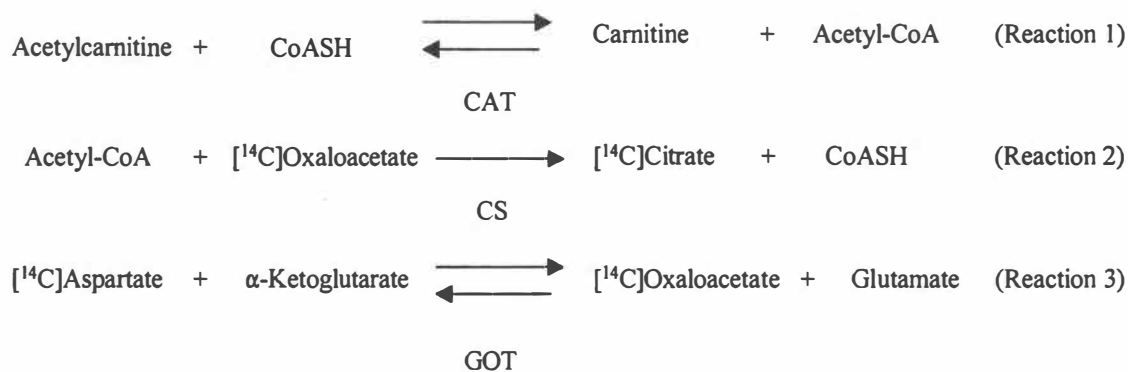 Acetylcarnitine + CoASH Carnitine + Acetyl-CoA (Reaction 1)
CAT
Acetyl-CoA + [¹⁴C]Oxaloacetate [¹⁴C]Citrate + CoASH (Reaction 2)
CS
[¹⁴C]Aspartate + α-Ketoglutarate [¹⁴C]Oxaloacetate + Glutamate (Reaction 3)
GOT